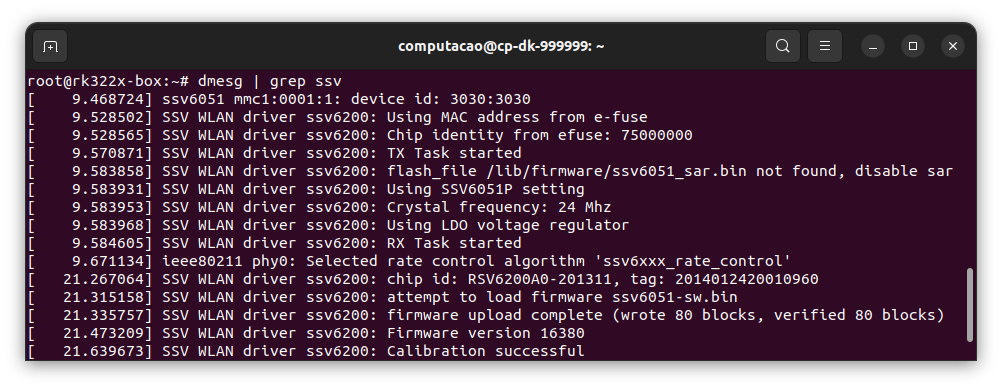 computacao@cp-dk-999999: ~
root@rk322x-box:~# dmesg | grep ssv
[    9.468724] ssv6051 mmc1:0001:1: device id: 3030:3030
[    9.528502] SSV WLAN driver ssv6200: Using MAC address from e-fuse
[    9.528565] SSV WLAN driver ssv6200: Chip identity from efuse: 75000000
[    9.570871] SSV WLAN driver ssv6200: TX Task started
[    9.583858] SSV WLAN driver ssv6200: flash_file /lib/firmware/ssv6051_sar.bin not found, disable sar
[    9.583931] SSV WLAN driver ssv6200: Using SSV6051P setting
[    9.583953] SSV WLAN driver ssv6200: Crystal frequency: 24 Mhz
[    9.583968] SSV WLAN driver ssv6200: Using LDO voltage regulator
[    9.584605] SSV WLAN driver ssv6200: RX Task started
[    9.671134] ieee80211 phy0: Selected rate control algorithm 'ssv6xxx_rate_control'
[   21.267064] SSV WLAN driver ssv6200: chip id: RSV6200A0-201311, tag: 2014012420010960
[   21.315158] SSV WLAN driver ssv6200: attempt to load firmware ssv6051-sw.bin
[   21.335757] SSV WLAN driver ssv6200: firmware upload complete (wrote 80 blocks, verified 80 blocks)
[   21.473209] SSV WLAN driver ssv6200: Firmware version 16380
[   21.639673] SSV WLAN driver ssv6200: Calibration successful